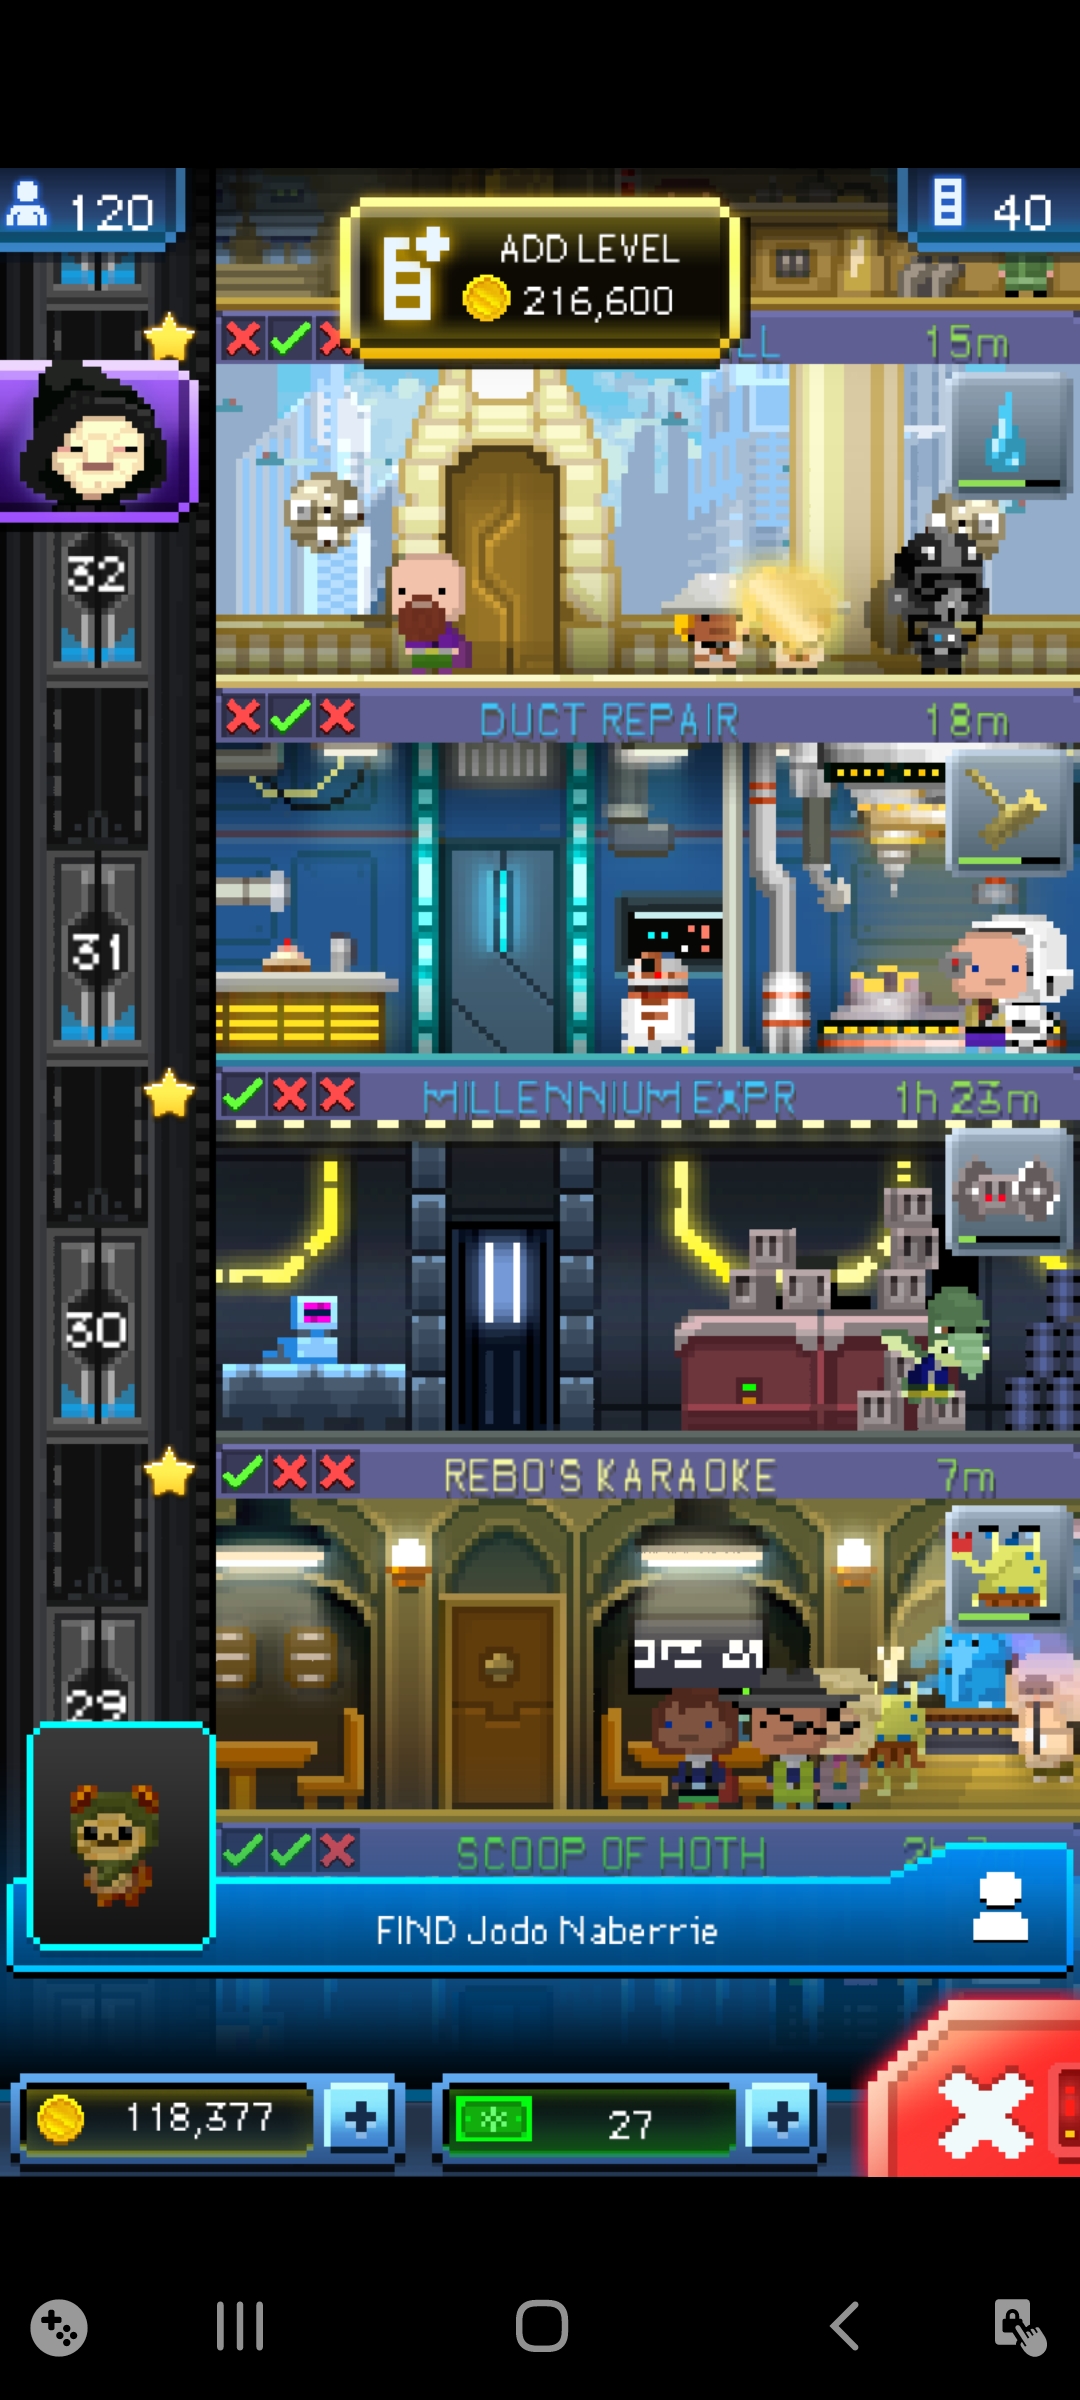 120
ADD LEVEL
216,600
40
LL
15m
32
DUCT REPAIR
18m
31
MILLENNIUM EXPR
1h 23m
30
REBO'S KARAOKE
7m
29
SCOOP OF HOTH
FIND Jodo Naberrie
118,377
27